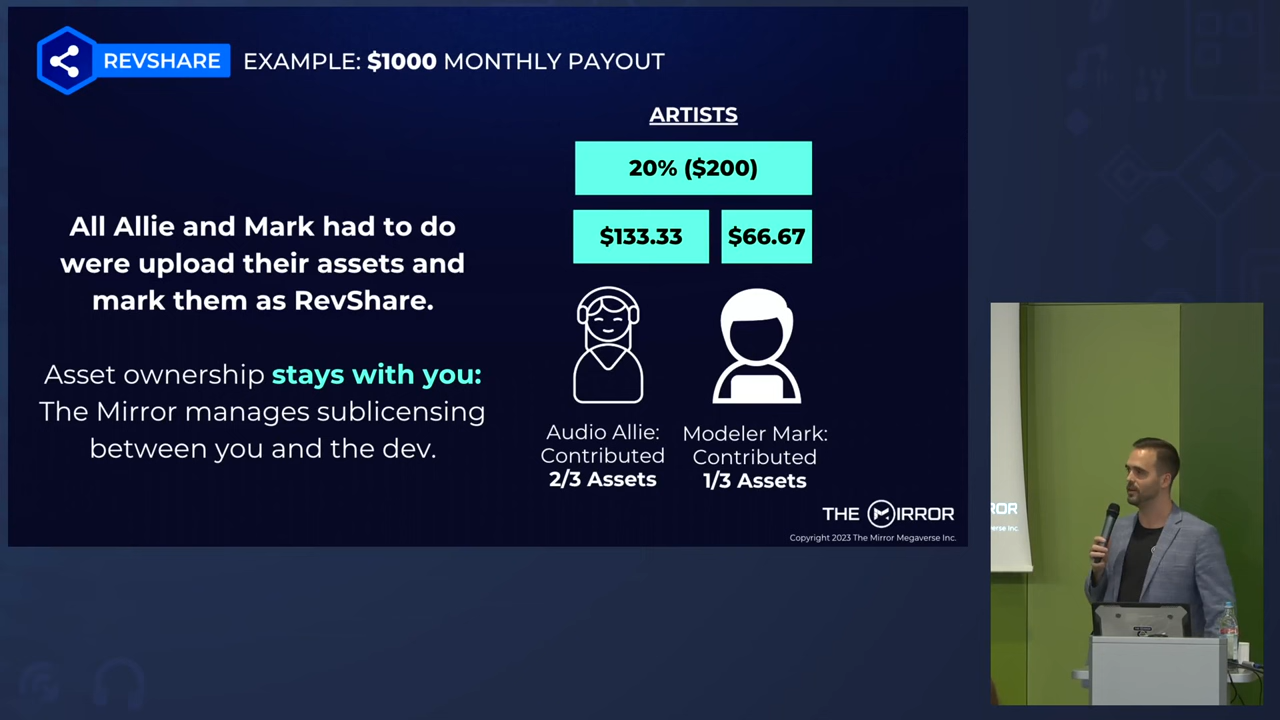 REVSHARE EXAMPLE: $1000 MONTHLY PAYOUT
ARTISTS
20% ($200)
$133.33 $66.67
All Allie and Mark had to do
were upload their assets and
mark them as RevShare.
Asset ownership stays with you:
The Mirror manages sublicensing
between you and the dev.
Audio Allie:
Contributed
2/3 Assets
Modeler Mark:
Contributed
1/3 Assets
THE MIRROR
Copyright 2023 The Mirror Megaverse Inc.
ROR
erse Inc.